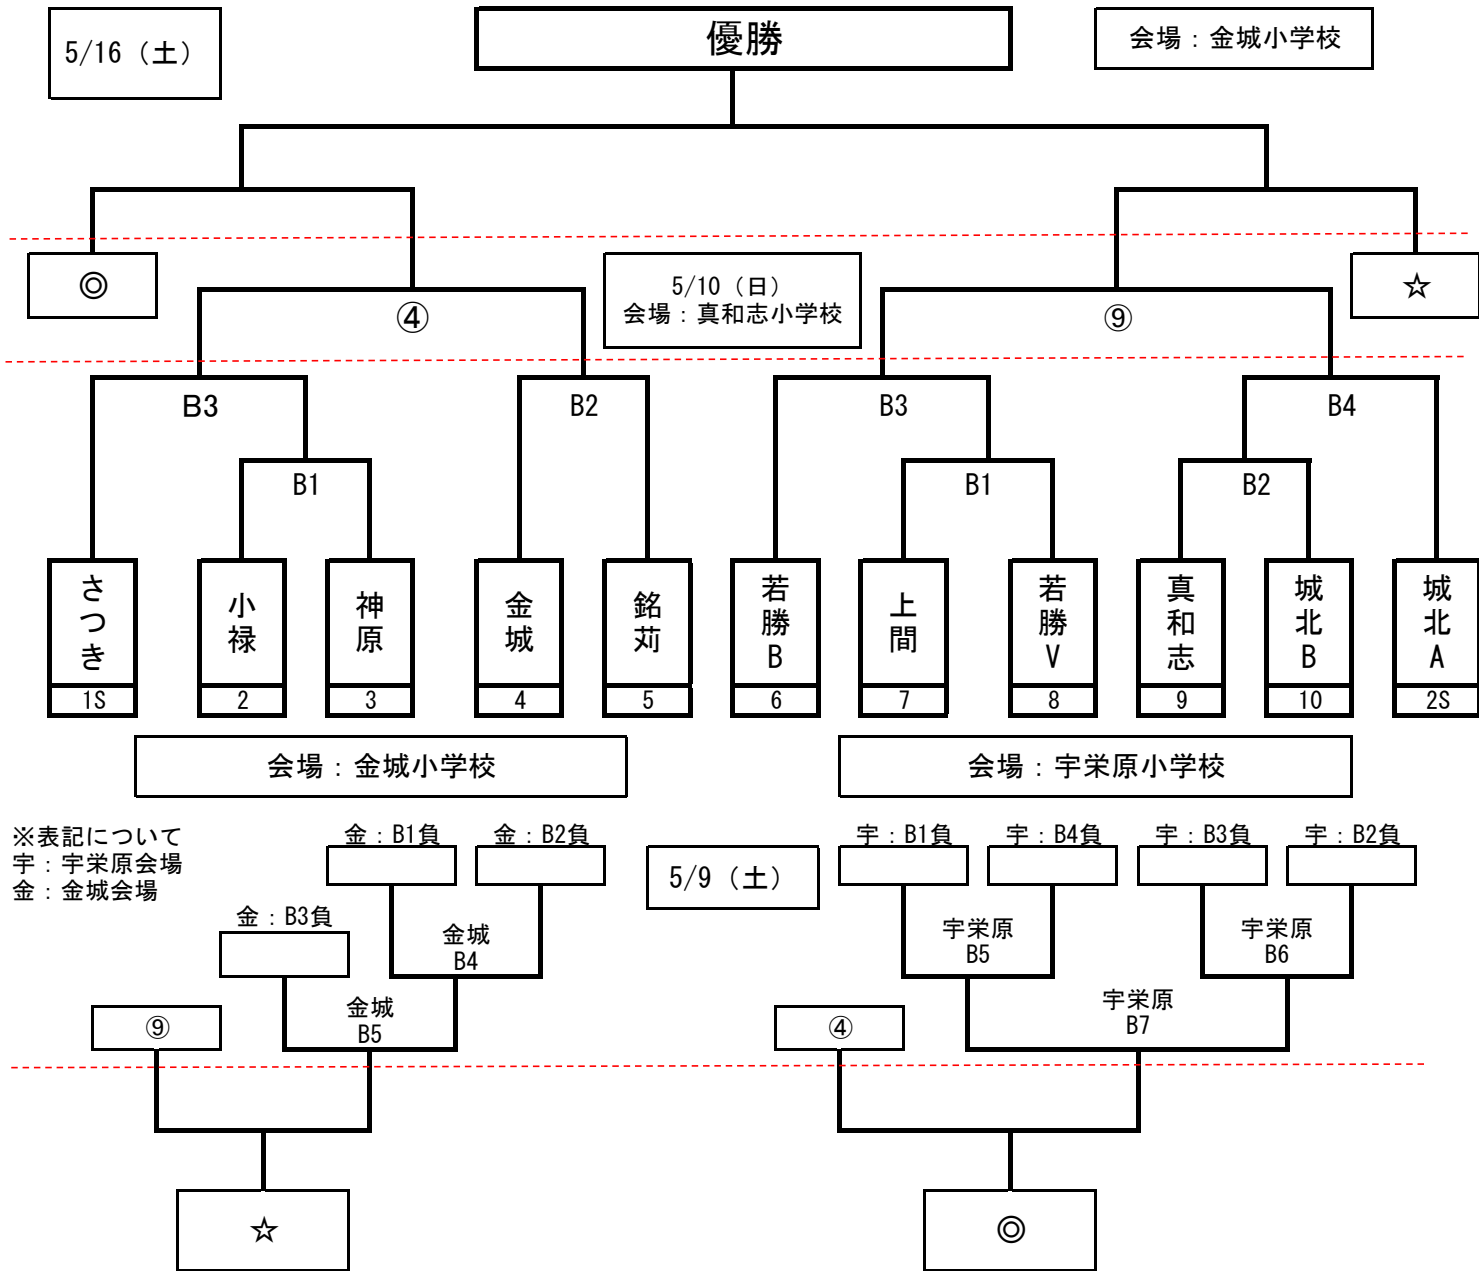 5/16（土）
優勝
会場：金城小学校
◎
5/10（日）
会場：真和志小学校
☆
④
⑨
B3
B2
B3
B4
B1
B1
B2
さつき
小禄
神原
金城
銘苅
若勝B
上間
若勝V
真和志
城北B
城北A
1S
2
3
4
5
6
7
8
9
10
2S
会場：金城小学校
会場：宇栄原小学校
※表記について
宇：宇栄原会場
金：金城会場
金：B1負
金：B2負
5/9（土）
宇：B1負
宇：B4負
宇：B3負
宇：B2負
金：B3負
金城
B4
宇栄原
B5
宇栄原
B6
⑨
金城
B5
④
宇栄原
B7
☆
◎